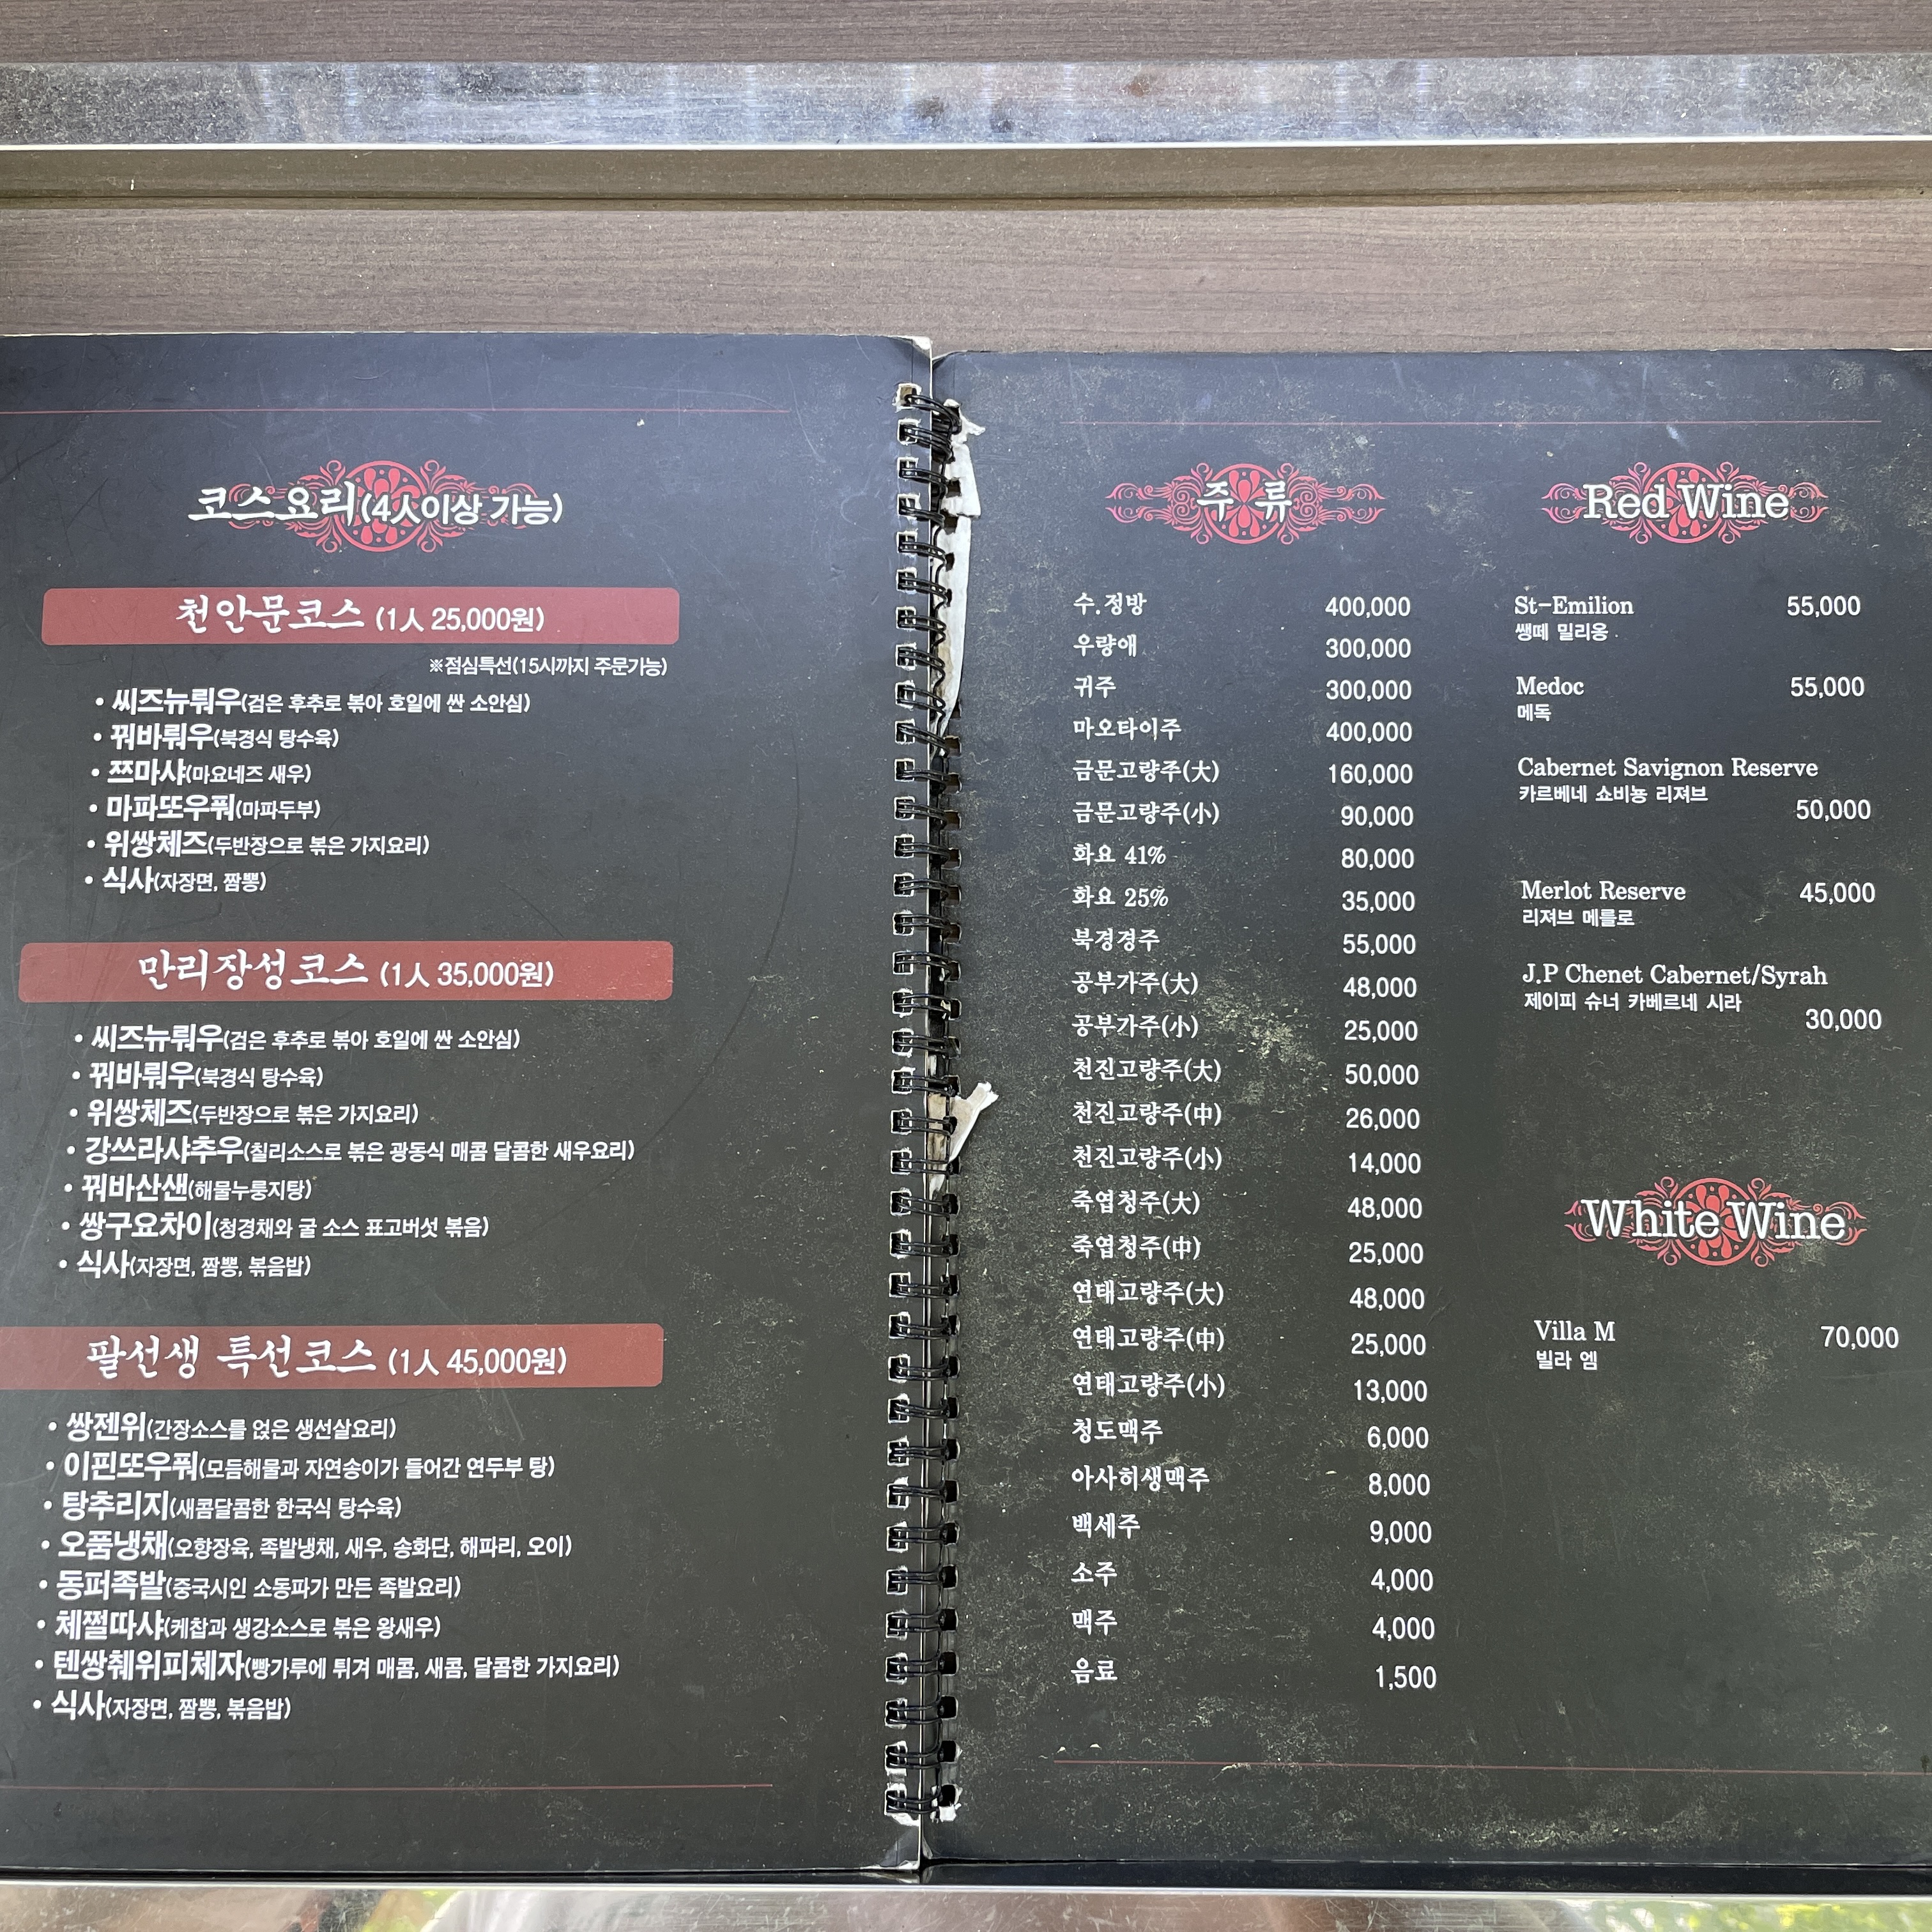 코스요리(4人이상 가능)
천안문코스 (1人 25,000원)
※점심특선(15시까지 주문가능)
• 씨즈뉴뤄우(검은 후추로 볶아 호일에 싼 소안심)
• 꿔바뤄우(북경식 탕수육)
• 쯔마샤(마요네즈 새우)
• 마파또우풔(마파두부)
• 위쌍체즈(두반장으로 볶은 가지요리)
• 식사(자장면, 짬뽕)
만리장성코스 (1人 35,000원)
• 씨즈뉴뤄우(검은 후추로 볶아 호일에 싼 소안심)
• 꿔바뤄우(북경식 탕수육)
• 위쌍체즈(두반장으로 볶은 가지요리)
• 강쓰라샤추우(칠리소스로 볶은 광동식 매콤 달콤한 새우요리)
• 꿔바산샌(해물누룽지탕)
• 쌍구요차이(청경채와 굴 소스 표고버섯 볶음)
• 식사(자장면, 짬뽕, 볶음밥)
팔선생 특선코스 (1人 45,000원)
• 쌍젠위(간장소스를 얹은 생선살요리)
• 이핀또우풔(모듬해물과 자연송이가 들어간 연두부 탕)
• 탕추리지(새콤달콤한 한국식 탕수육)
• 오품냉채(오향장육, 족발냉채, 새우, 송화단, 해파리, 오이)
• 동퍼족발(중국시인 소동파가 만든 족발요리)
• 체쩔따샤(케찹과 생강소스로 볶은 왕새우)
• 텐쌍췌위피체자(빵가루에 튀겨 매콤, 새콤, 달콤한 가지요리)
• 식사(자장면, 짬뽕, 볶음밥)
주류
수.정방 400,000
우량애 300,000
귀주 300,000
마오타이주 400,000
금문고량주(大) 160,000
금문고량주(小) 90,000
화요 41% 80,000
화요 25% 35,000
북경경주 55,000
공부가주(大) 48,000
공부가주(小) 25,000
천진고량주(大) 50,000
천진고량주(中) 26,000
천진고량주(小) 14,000
죽엽청주(大) 48,000
죽엽청주(中) 25,000
연태고량주(大) 48,000
연태고량주(中) 25,000
연태고량주(小) 13,000
청도맥주 6,000
아사히생맥주 8,000
백세주 9,000
소주 4,000
맥주 4,000
음료 1,500
Red Wine
St-Emilion 55,000
쌩떼 밀리옹
Medoc 55,000
메독
Cabernet Savignon Reserve
카르베네 쇼비뇽 리져브
50,000
Merlot Reserve 45,000
리져브 메를로
J.P Chenet Cabernet/Syrah
제이피 슈너 카베르네 시라
30,000
White Wine
Villa M 70,000
빌라 엠